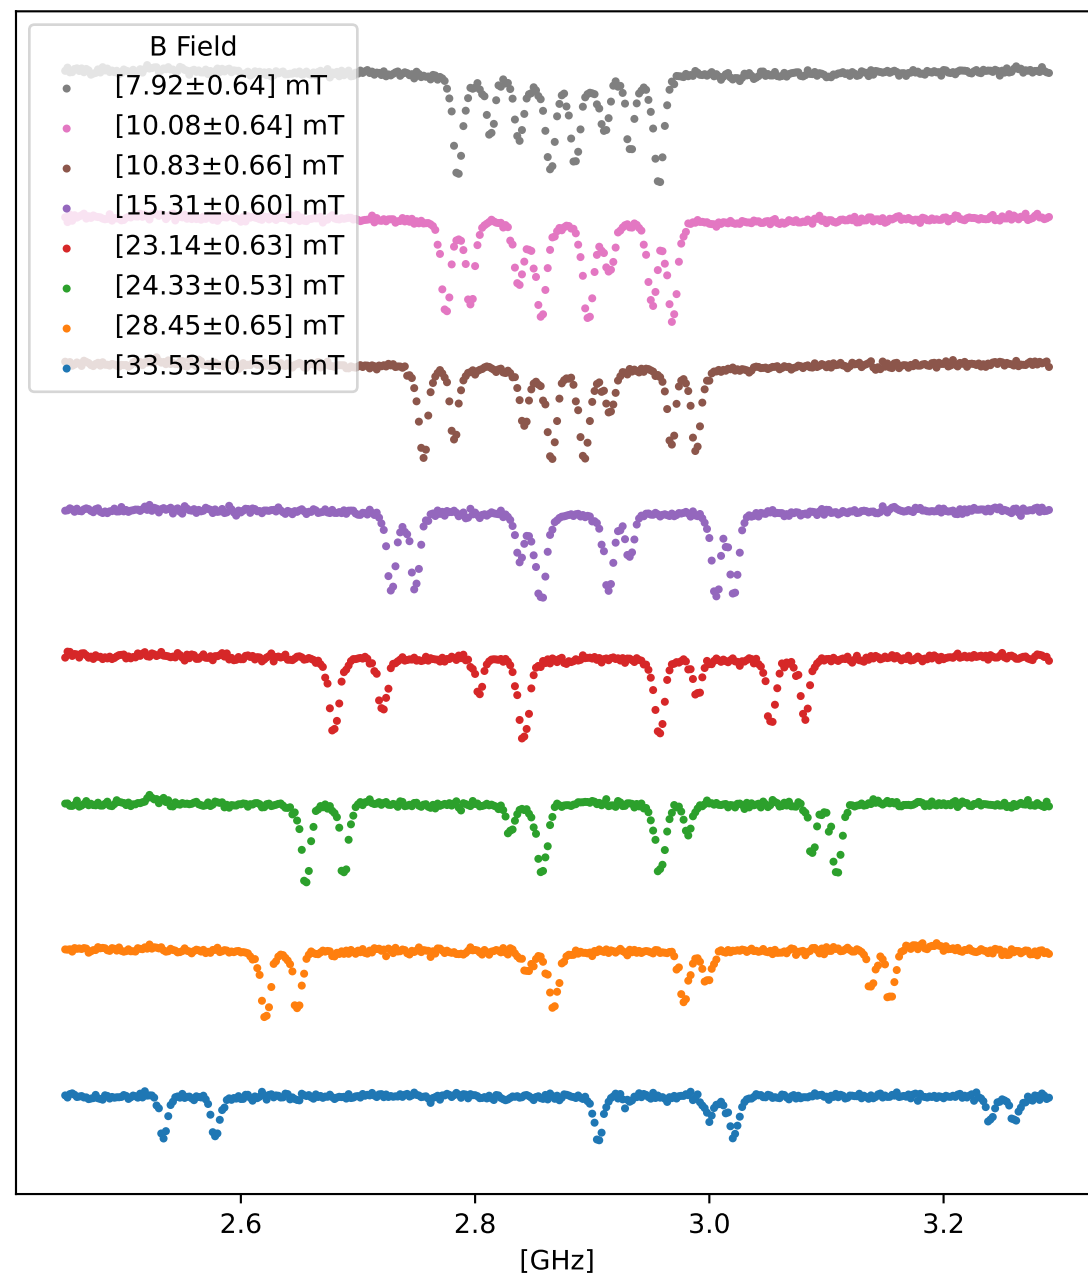 B Field
[7.92±0.64] mT
[10.08±0.64] mT
[10.83±0.66] mT
[15.31±0.60] mT
[23.14±0.63] mT
[24.33±0.53] mT
[28.45±0.65] mT
[33.53±0.55] mT
2.6 2.8 3.0 3.2
[GHz]